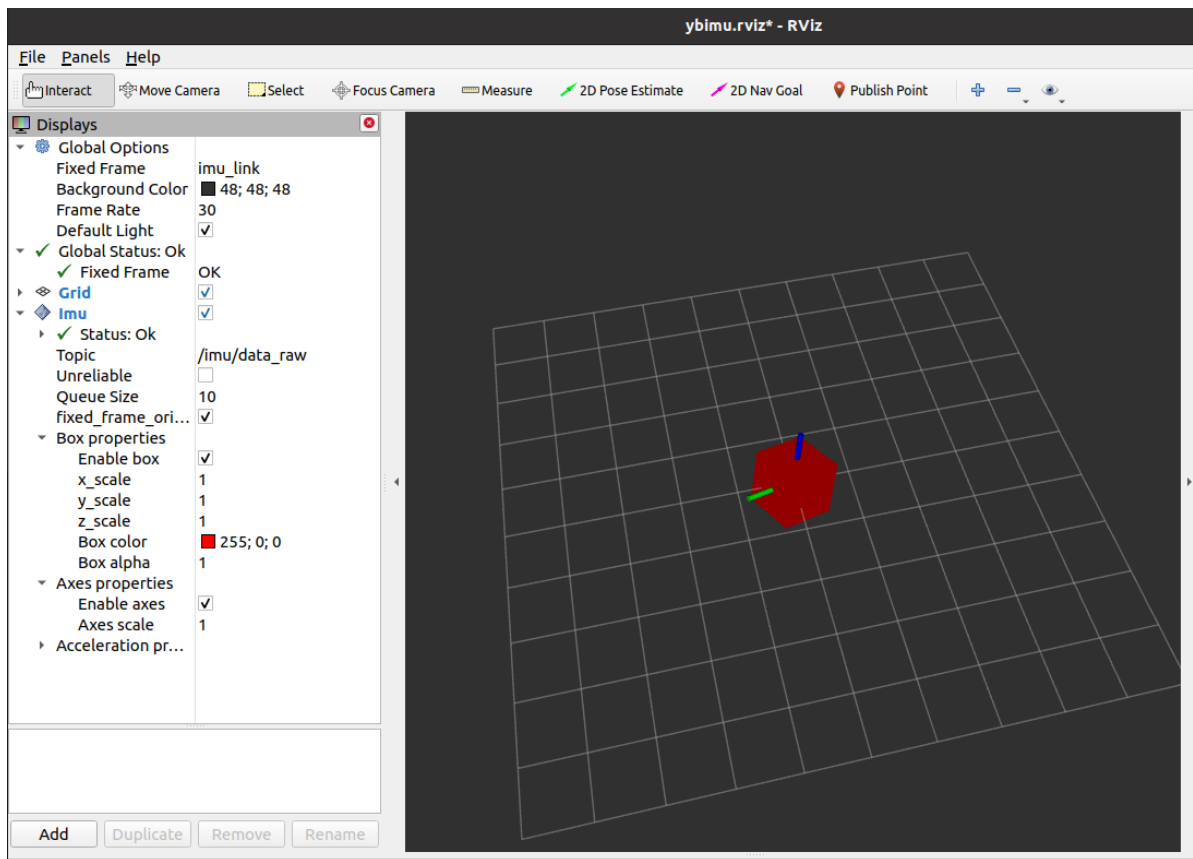 ybimu.rviz* - RViz
File Panels Help
Interact Move Camera Select Focus Camera Measure 2D Pose Estimate 2D Nav Goal Publish Point
Displays
Global Options
Fixed Frame imu_link
Background Color 48; 48; 48
Frame Rate 30
Default Light
Global Status: Ok
Fixed Frame OK
Grid
Imu
Status: Ok
Topic /imu/data_raw
Unreliable
Queue Size 10
fixed_frame_ori...
Box properties
Enable box
x_scale 1
y_scale 1
z_scale 1
Box color 255; 0; 0
Box alpha 1
Axes properties
Enable axes
Axes scale 1
Acceleration pr...
Add Duplicate Remove Rename